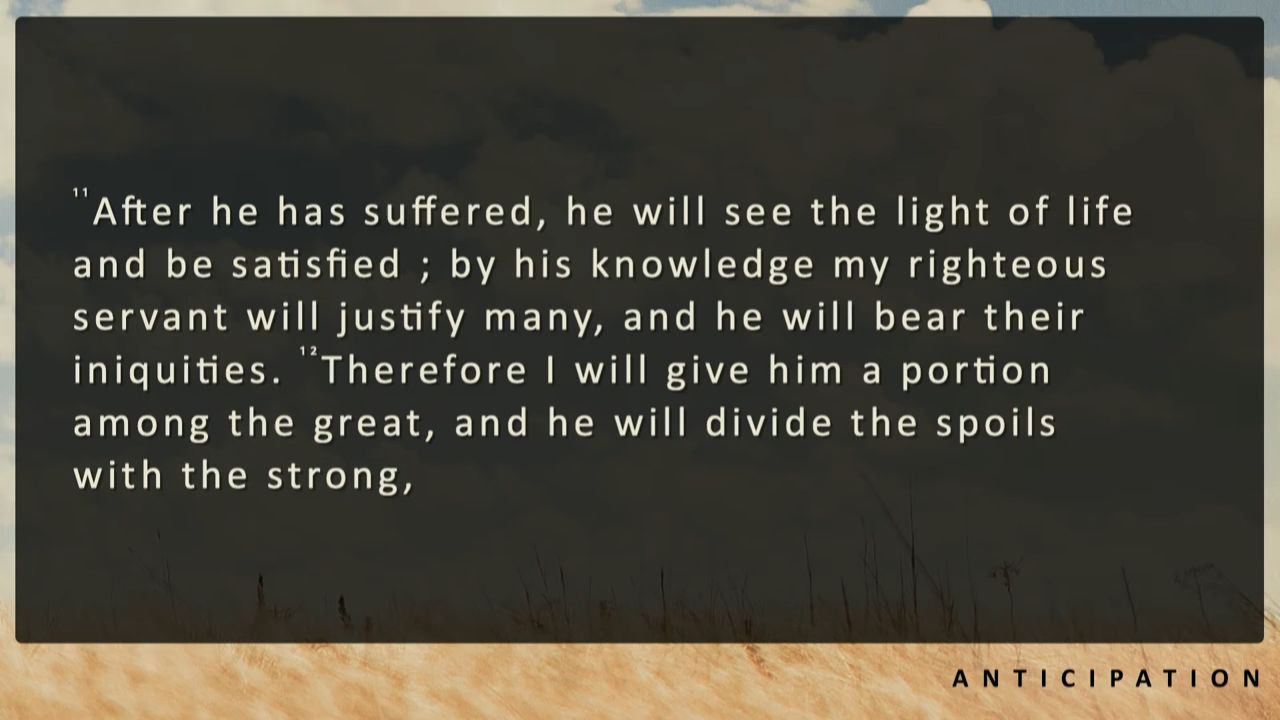 ¹¹After he has suffered, he will see the light of life
and be satisfied ; by his knowledge my righteous
servant will justify many, and he will bear their
iniquities. ¹²Therefore I will give him a portion
among the great, and he will divide the spoils
with the strong,
ANTICIPATION